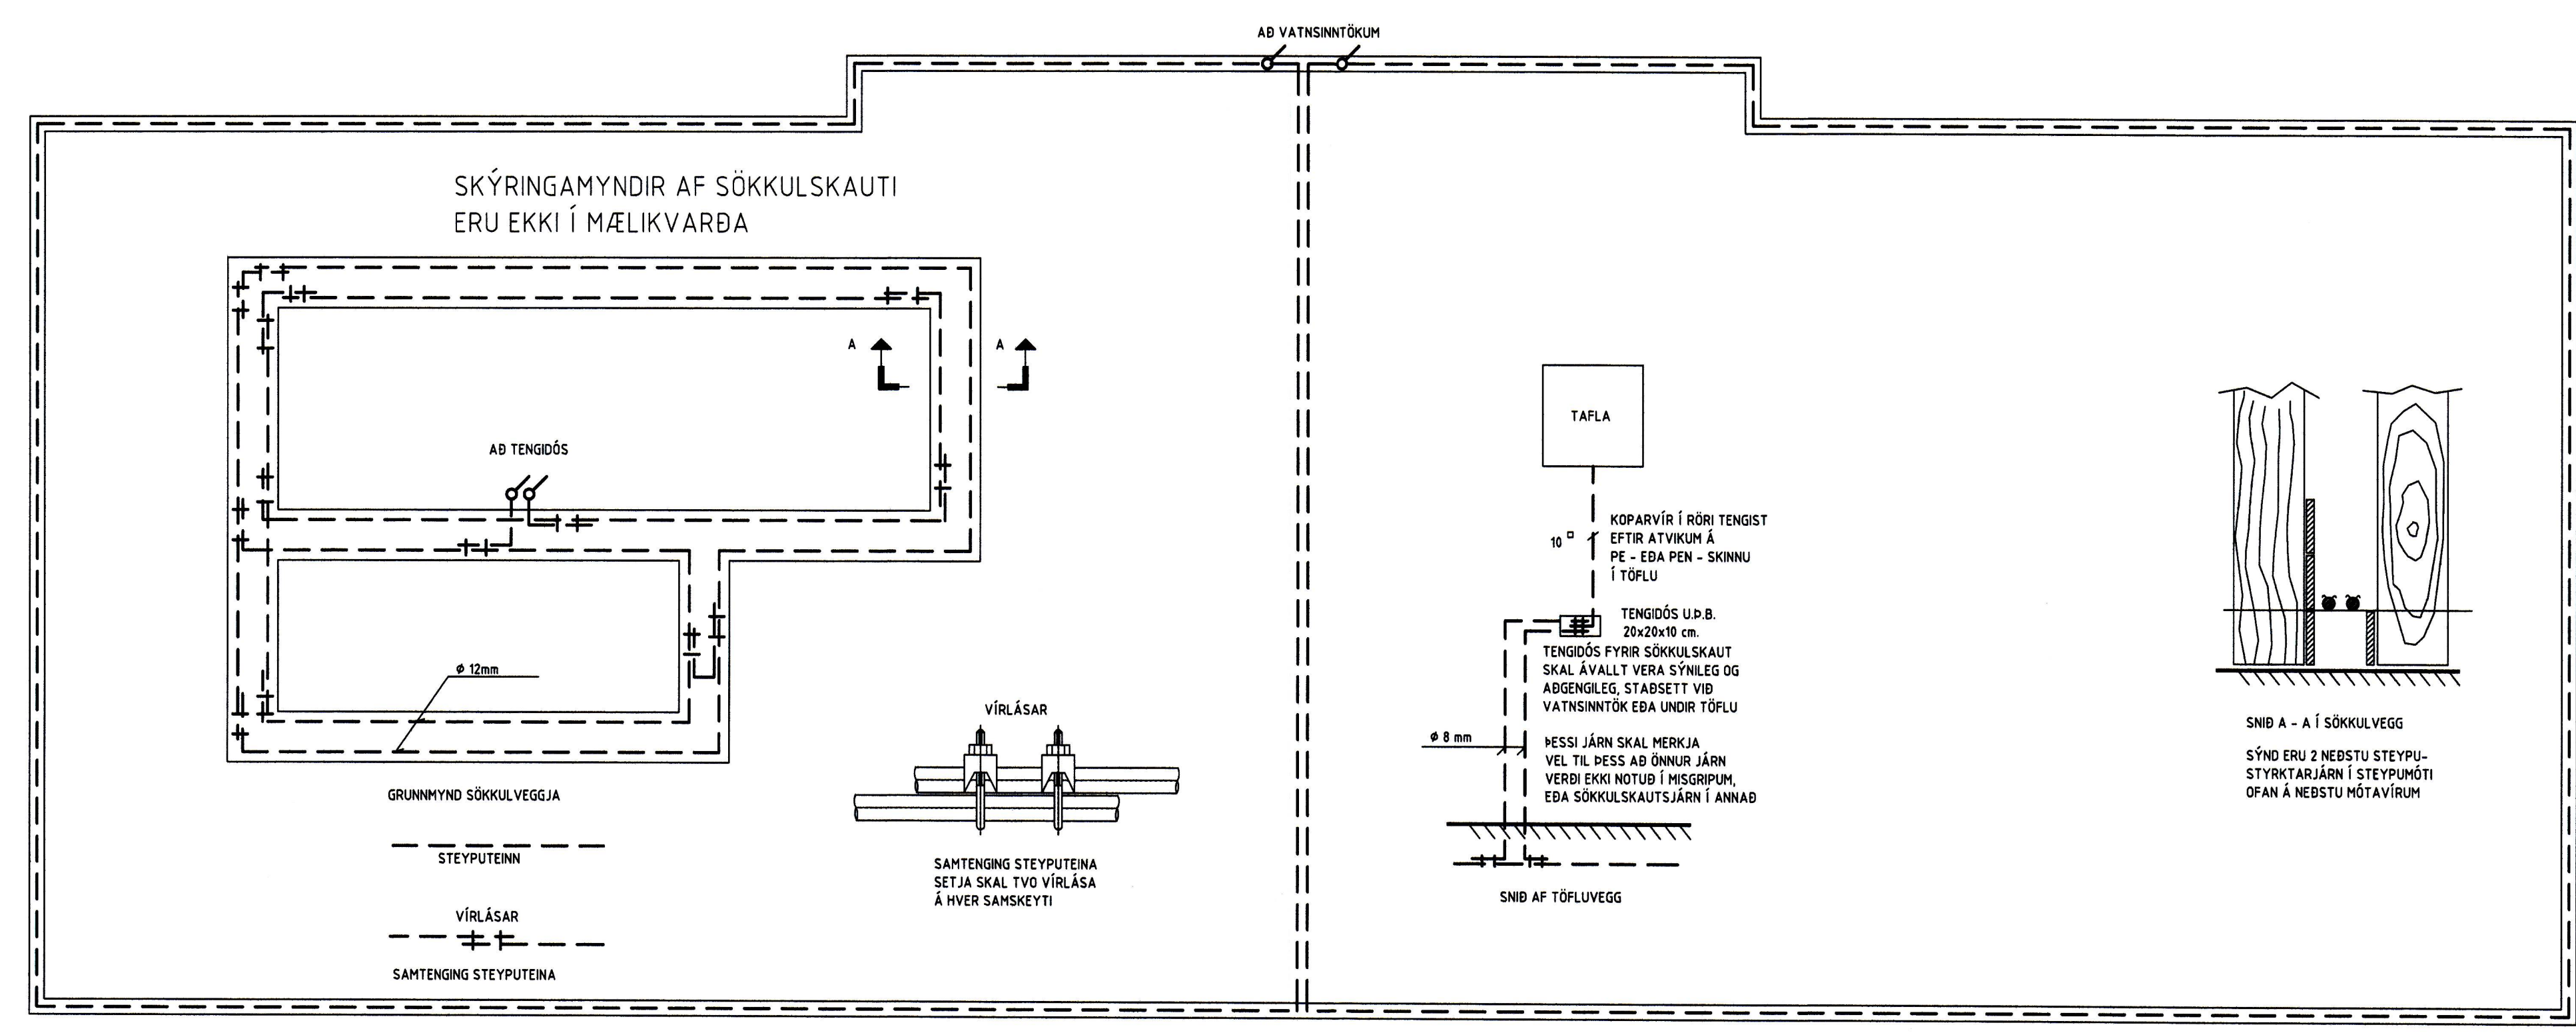 AÐ VATNSINNTÖKUM
SKÝRINGAMYNDIR AF SÖKKULSKAUTI
ERU EKKI Í MÆLIKVARÐA
A
A
AÐ TENGIDÓS
Ø 12mm
GRUNNMYND SÖKKULVEGGJA
STEYPUTEINN
VÍRLÁSAR
SAMTENGING STEYPUTEINA
VÍRLÁSAR
SAMTENGING STEYPUTEINA
SETJA SKAL TVO VÍRLÁSA
Á HVER SAMSKEYTI
TAFLA
10 □
KOPARVÍR Í RÖRI TENGIST
EFTIR ATVIKUM Á
PE - EÐA PEN - SKINNU
Í TÖFLU
TENGIDÓS U.Þ.B.
20x20x10 cm.
TENGIDÓS FYRIR SÖKKULSKAUT
SKAL ÁVALLT VERA SÝNILEG OG
AÐGENGILEG, STAÐSETT VIÐ
VATNSINNTÖK EÐA UNDIR TÖFLU
Ø 8 mm
ÞESSI JÁRN SKAL MERKJA
VEL TIL ÞESS AÐ ÖNNUR JÁRN
VERÐI EKKI NOTUÐ Í MISGRIPUM,
EÐA SÖKKULSKAUTSJÁRN Í ANNAÐ
SNIÐ AF TÖFLUVEGG
SNIÐ A - A Í SÖKKULVEGG
SÝND ERU 2 NEÐSTU STEYPU-
STYRKTARJÁRN Í STEYPUMÓTI
OFAN Á NEÐSTU MÓTAVÍRUM